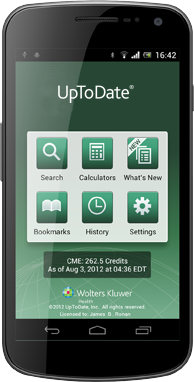 16:42
UpToDate®
NEW
Search
Calculators
What's New
Bookmarks
History
Settings
CME: 262.5 Credits
As of Aug 3, 2012 at 04:36 EDT
Wolters Kluwer
Health
©2012 UpToDate, Inc. All rights reserved.
Licensed to: James B. Reiner